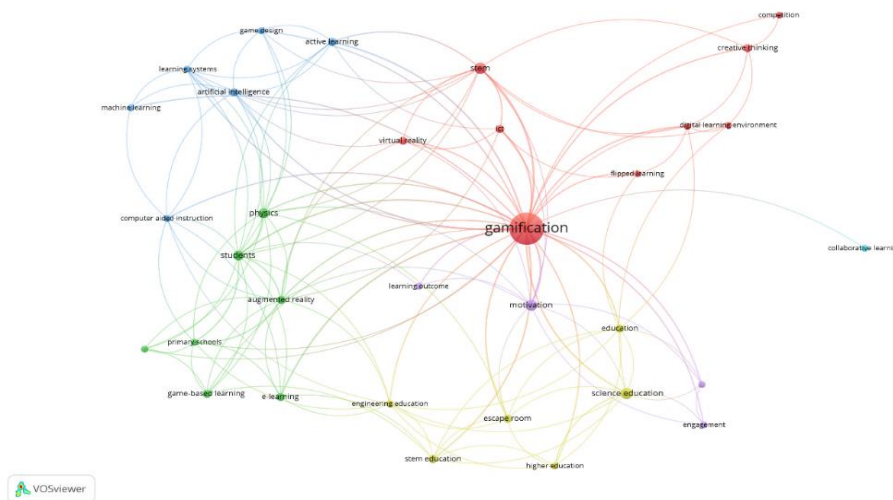 competition
game design
active learning
creative thinking
learning systems
stem
artificial intelligence
machine learning
ict
digital learning environment
virtual reality
flipped learning
physics
computer aided instruction
gamification
collaborative learni
students
learning outcome
augmented reality
motivation
education
primary schools
game-based learning
e-learning
science education
engineering education
escape room
engagement
stem education
higher education
VOSviewer